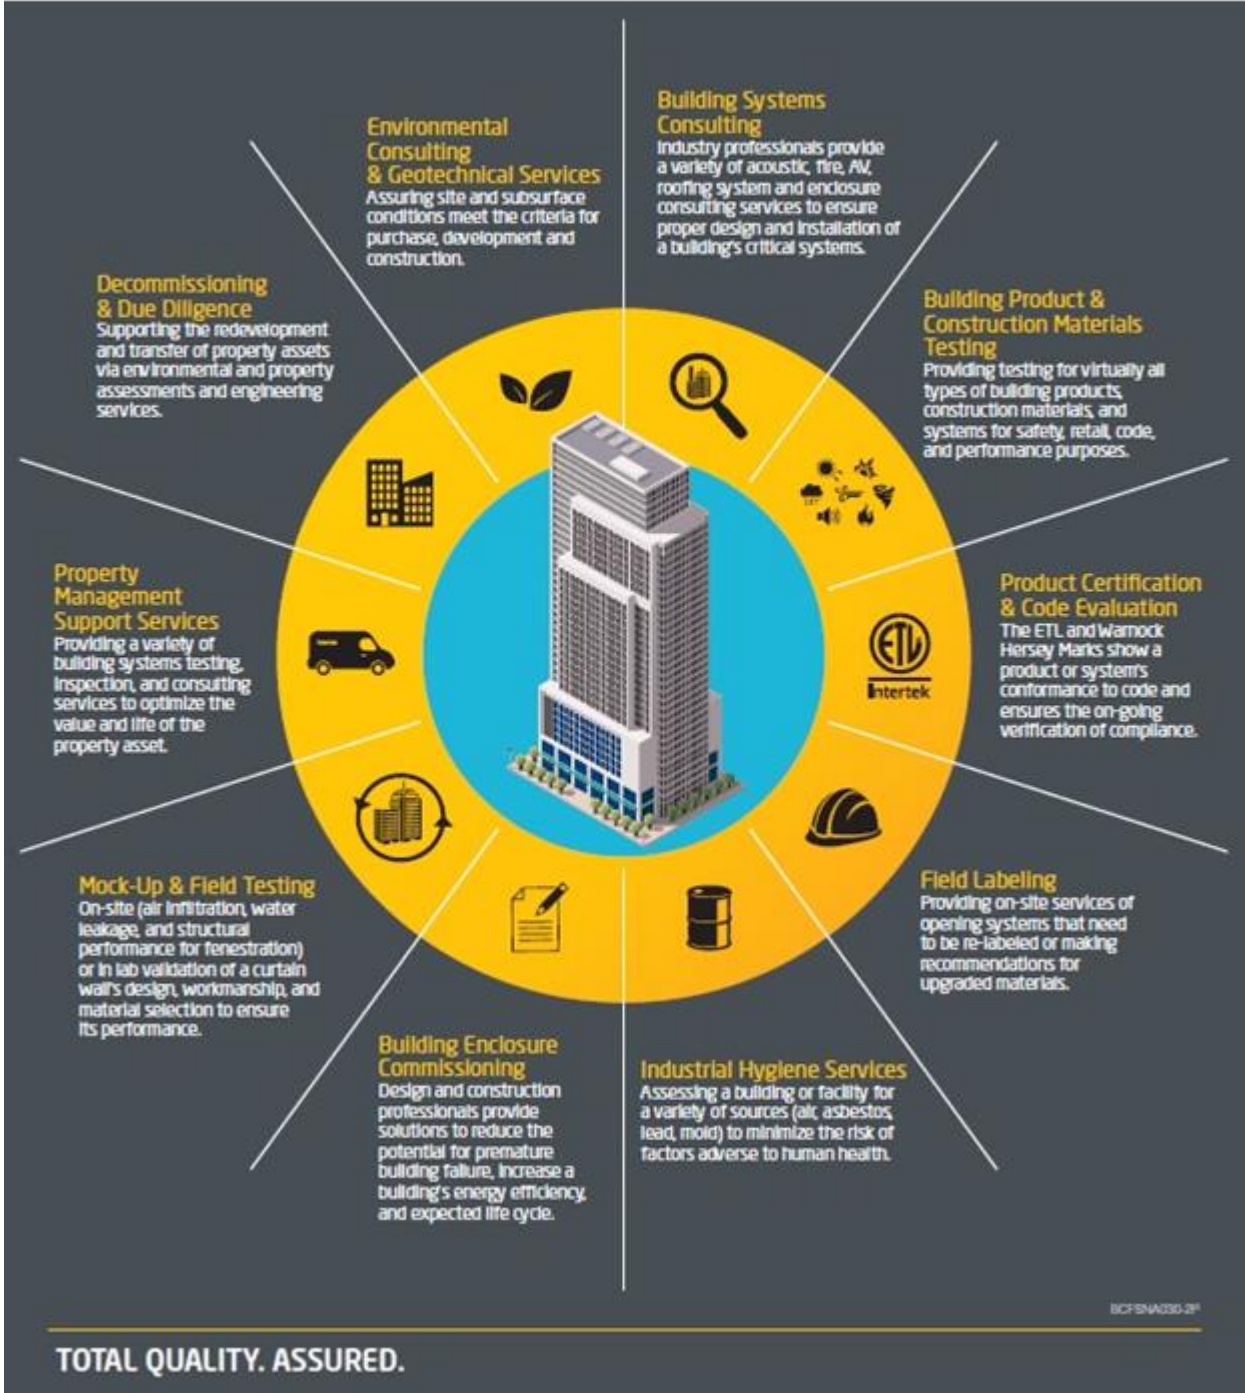 Building Systems
Consulting
Industry professionals provide
a variety of acoustic, fire, AV,
roofing system and enclosure
consulting services to ensure
proper design and installation of
a building's critical systems.
Building Product &
Construction Materials
Testing
Providing testing for virtually all
types of building products,
construction materials, and
systems for safety, retail, code,
and performance purposes.
Product Certification
& Code Evaluation
The ETL and Warnock
Hersey Marks show a
product or system's
conformance to code and
ensures the on-going
verification of compliance.
ETL
Intertek
Field Labeling
Providing on-site services of
opening systems that need
to be re-labeled or making
recommendations for
upgraded materials.
Industrial Hygiene Services
Assessing a building or facility for
a variety of sources (air, asbestos,
lead, mold) to minimize the risk of
factors adverse to human health.
Building Enclosure
Commissioning
Design and construction
professionals provide
solutions to reduce the
potential for premature
building failure, increase a
building's energy efficiency,
and expected life cycle.
Mock-Up & Field Testing
On-site (air infiltration, water
leakage, and structural
performance for fenestration)
or in lab validation of a curtain
wall's design, workmanship, and
material selection to ensure
its performance.
Property
Management
Support Services
Providing a variety of
building systems testing,
inspection, and consulting
services to optimize the
value and life of the
property asset.
Decommissioning
& Due Diligence
Supporting the redevelopment
and transfer of property assets
via environmental and property
assessments and engineering
services.
Environmental
Consulting
& Geotechnical Services
Assuring site and subsurface
conditions meet the criteria for
purchase, development and
construction.
TOTAL QUALITY. ASSURED.